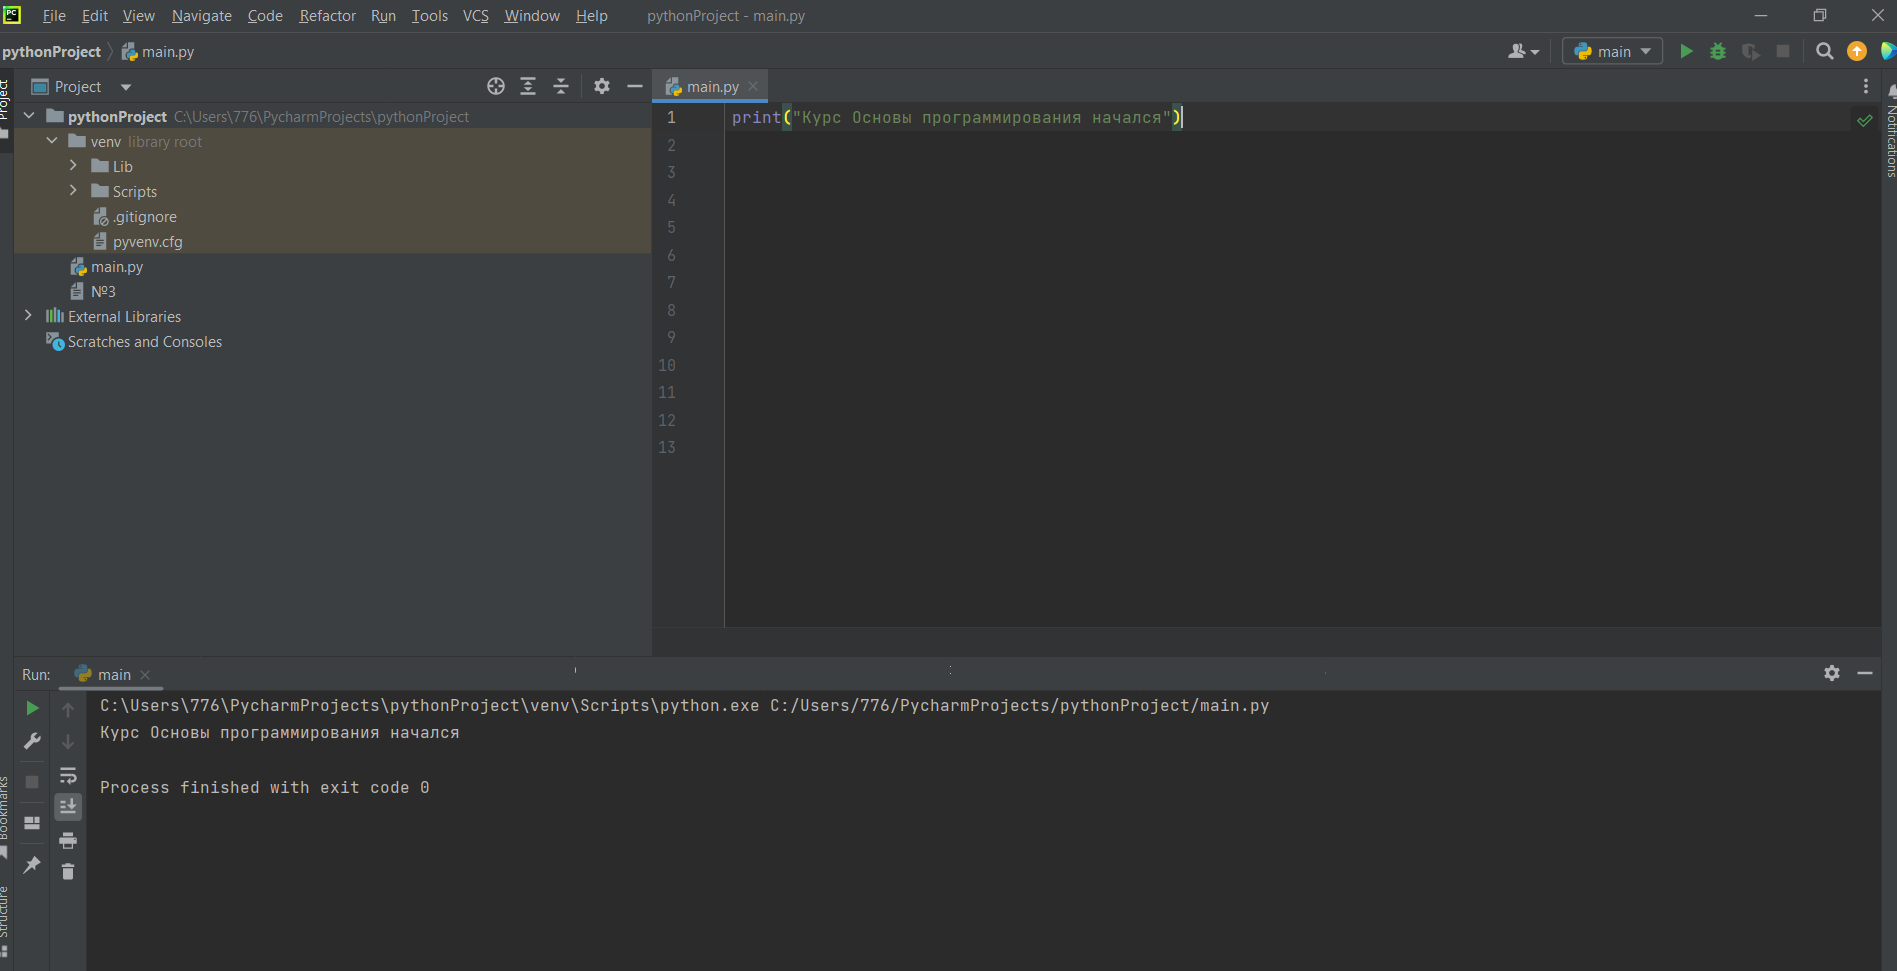 PC
File Edit View Navigate Code Refactor Run Tools VCS Window Help pythonProject - main.py
pythonProject main.py
main
Project
Project
main.py
Notifications
pythonProject C:\Users\776\PycharmProjects\pythonProject
venv library root
Lib
Scripts
.gitignore
pyvenv.cfg
main.py
№3
External Libraries
Scratches and Consoles
1 print("Курс Основы программирования начался")
2
3
4
5
6
7
8
9
10
11
12
13
Run: main
C:\Users\776\PycharmProjects\pythonProject\venv\Scripts\python.exe C:/Users/776/PycharmProjects/pythonProject/main.py
Курс Основы программирования начался
Process finished with exit code 0
Bookmarks
Structure